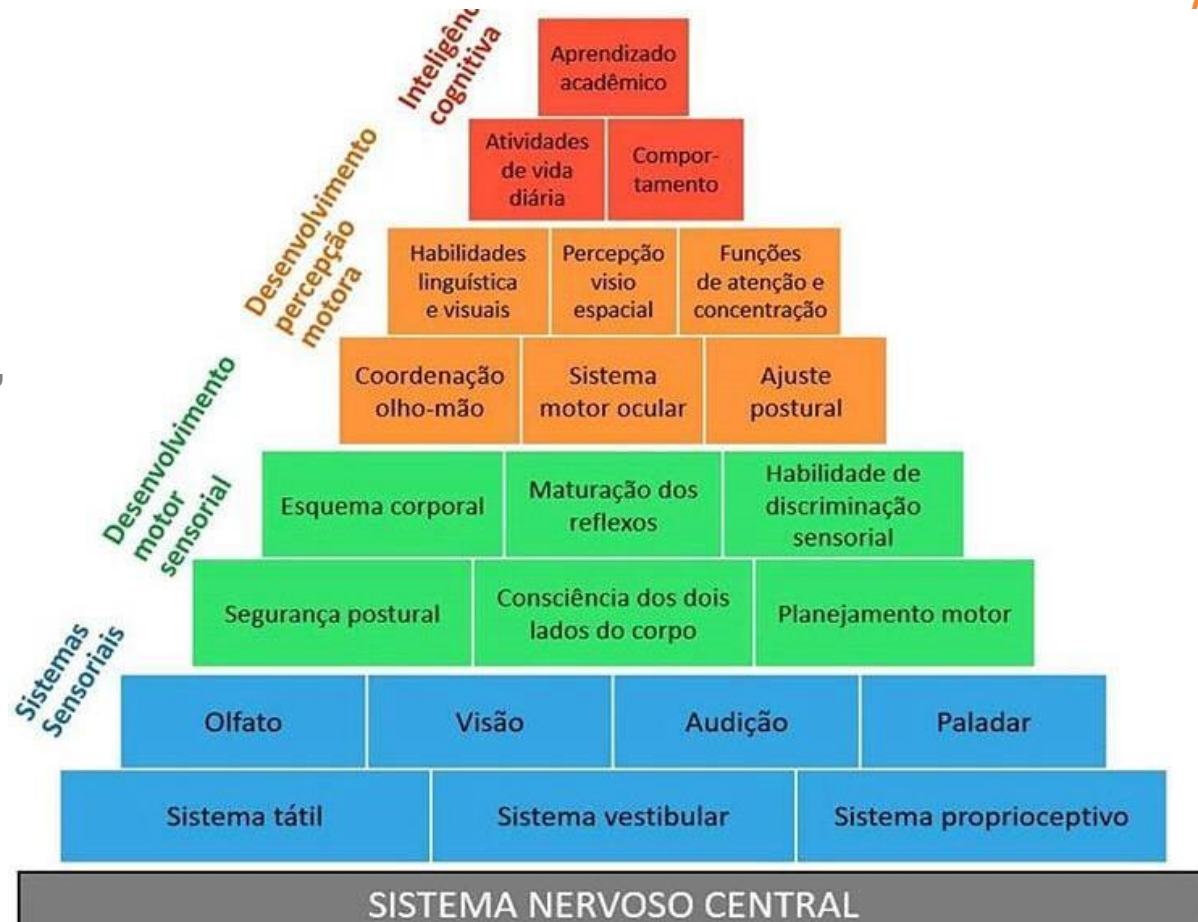 Inteligênc
cognitiva
Aprendizado
acadêmico
Atividades
de vida
diária
Compor-
tamento
Desenvolvimento
percepção
motora
Habilidades
linguística
e visuais
Percepção
visio
espacial
Funções
de atenção e
concentração
Coordenação
olho-mão
Sistema
motor ocular
Ajuste
postural
Desenvolvimento
motor
sensorial
Esquema corporal
Maturação dos
reflexos
Habilidade de
discriminação
sensorial
Segurança postural
Consciência dos dois
lados do corpo
Planejamento motor
Sistemas
Sensoriais
Olfato
Visão
Audição
Paladar
Sistema tátil
Sistema vestibular
Sistema proprioceptivo
SISTEMA NERVOSO CENTRAL